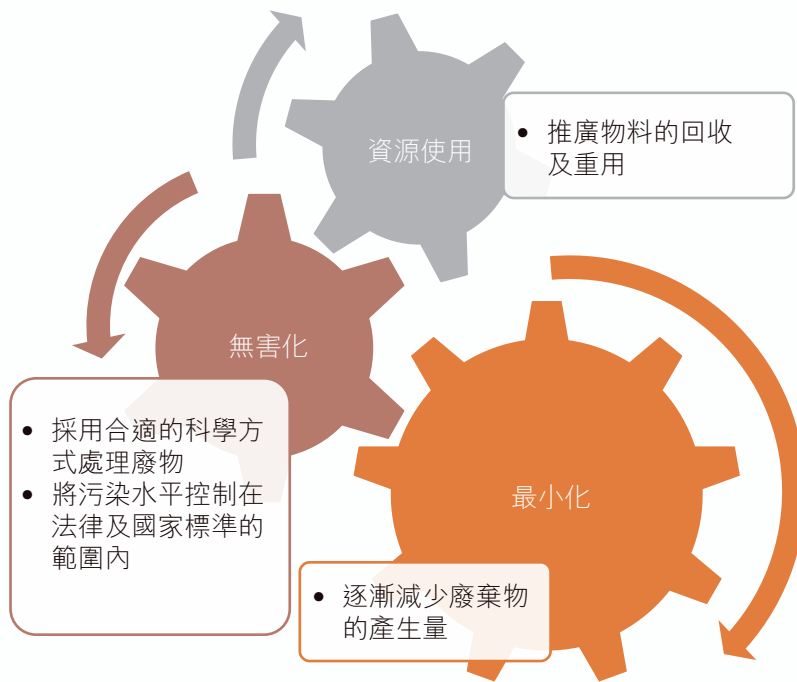 資源使用
• 推廣物料的回收
及重用
無害化
• 採用合適的科學方
式處理廢物
• 將污染水平控制在
法律及國家標準的
範圍內
最小化
• 逐漸減少廢棄物
的產生量